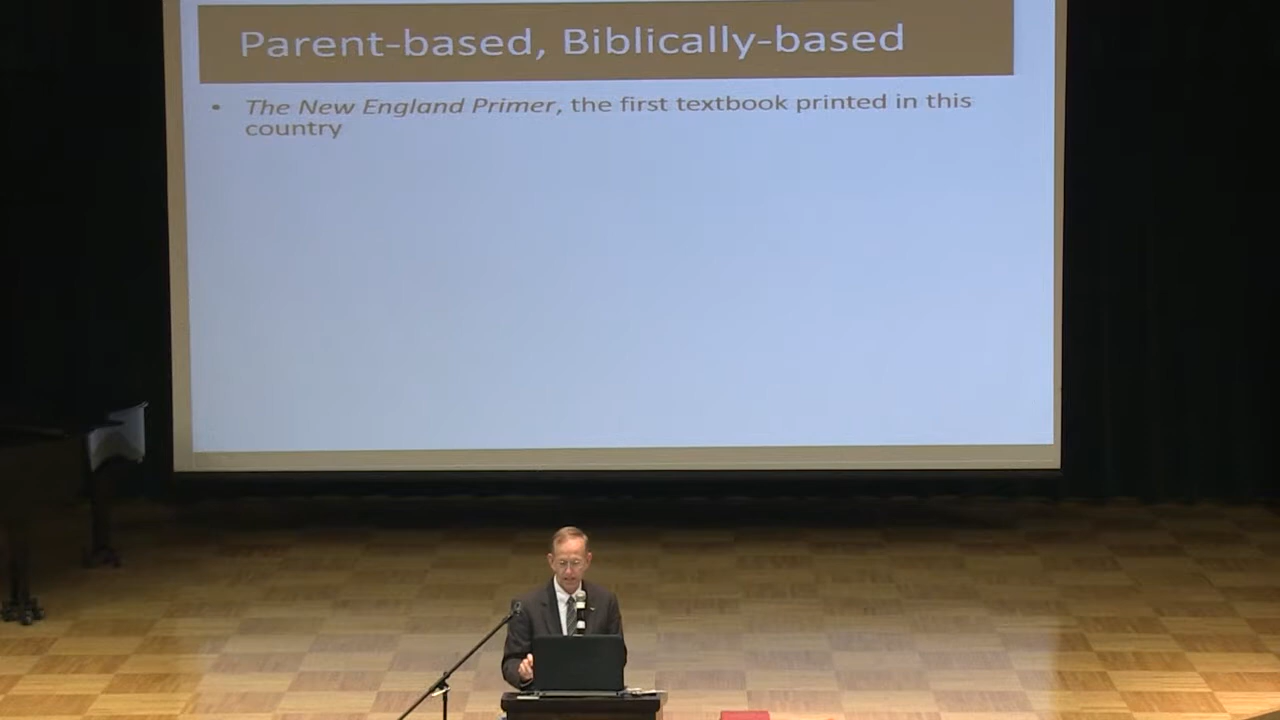 Parent-based, Biblically-based
• The New England Primer, the first textbook printed in this
country